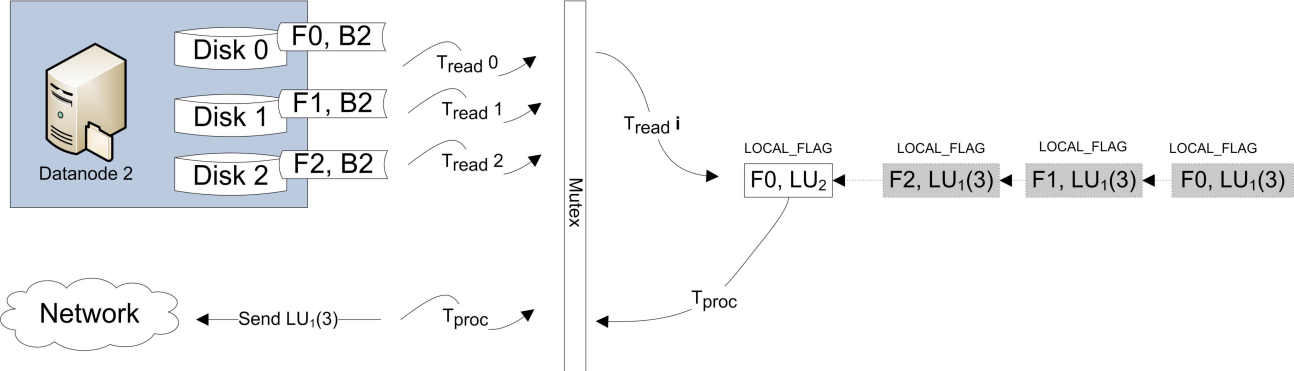 Disk 0
F0, B2
Tread 0
Disk 1
F1, B2
Tread 1
Disk 2
F2, B2
Tread 2
Datanode 2
Mutex
Tread i
LOCAL_FLAG
F0, LU2
LOCAL_FLAG
F2, LU1(3)
LOCAL_FLAG
F1, LU1(3)
LOCAL_FLAG
F0, LU1(3)
Network
Send LU1(3)
Tproc
Tproc